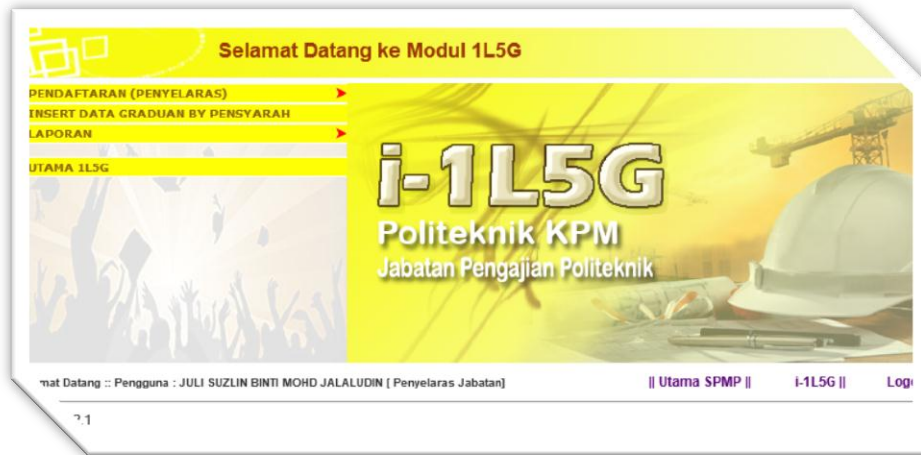 Selamat Datang ke Modul 1L5G
PENDAFTARAN (PENYELARAS)
INSERT DATA GRADUAN BY PENSYARAH
LAPORAN
UTAMA 1L5G
i-1L5G
Politeknik KPM
Jabatan Pengajian Politeknik
mat Datang :: Pengguna : JULI SUZLIN BINTI MOHD JALALUDIN [ Penyelaras Jabatan] || Utama SPMP || i-1L5G || Log